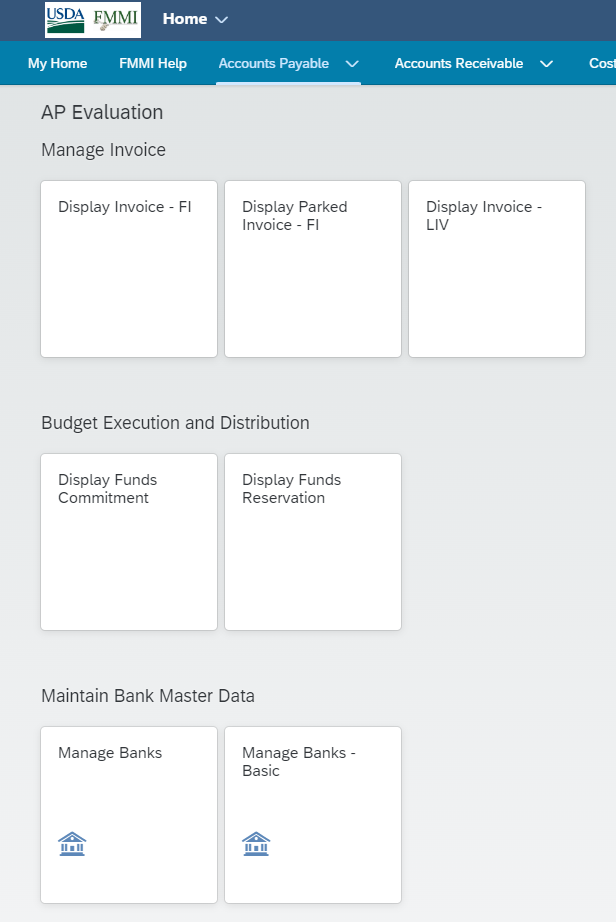 USDA FMMI Home
My Home FMMI Help Accounts Payable Accounts Receivable Cost
AP Evaluation
Manage Invoice
Display Invoice - FI
Display Parked
Invoice - FI
Display Invoice -
LIV
Budget Execution and Distribution
Display Funds
Commitment
Display Funds
Reservation
Maintain Bank Master Data
Manage Banks
Manage Banks -
Basic